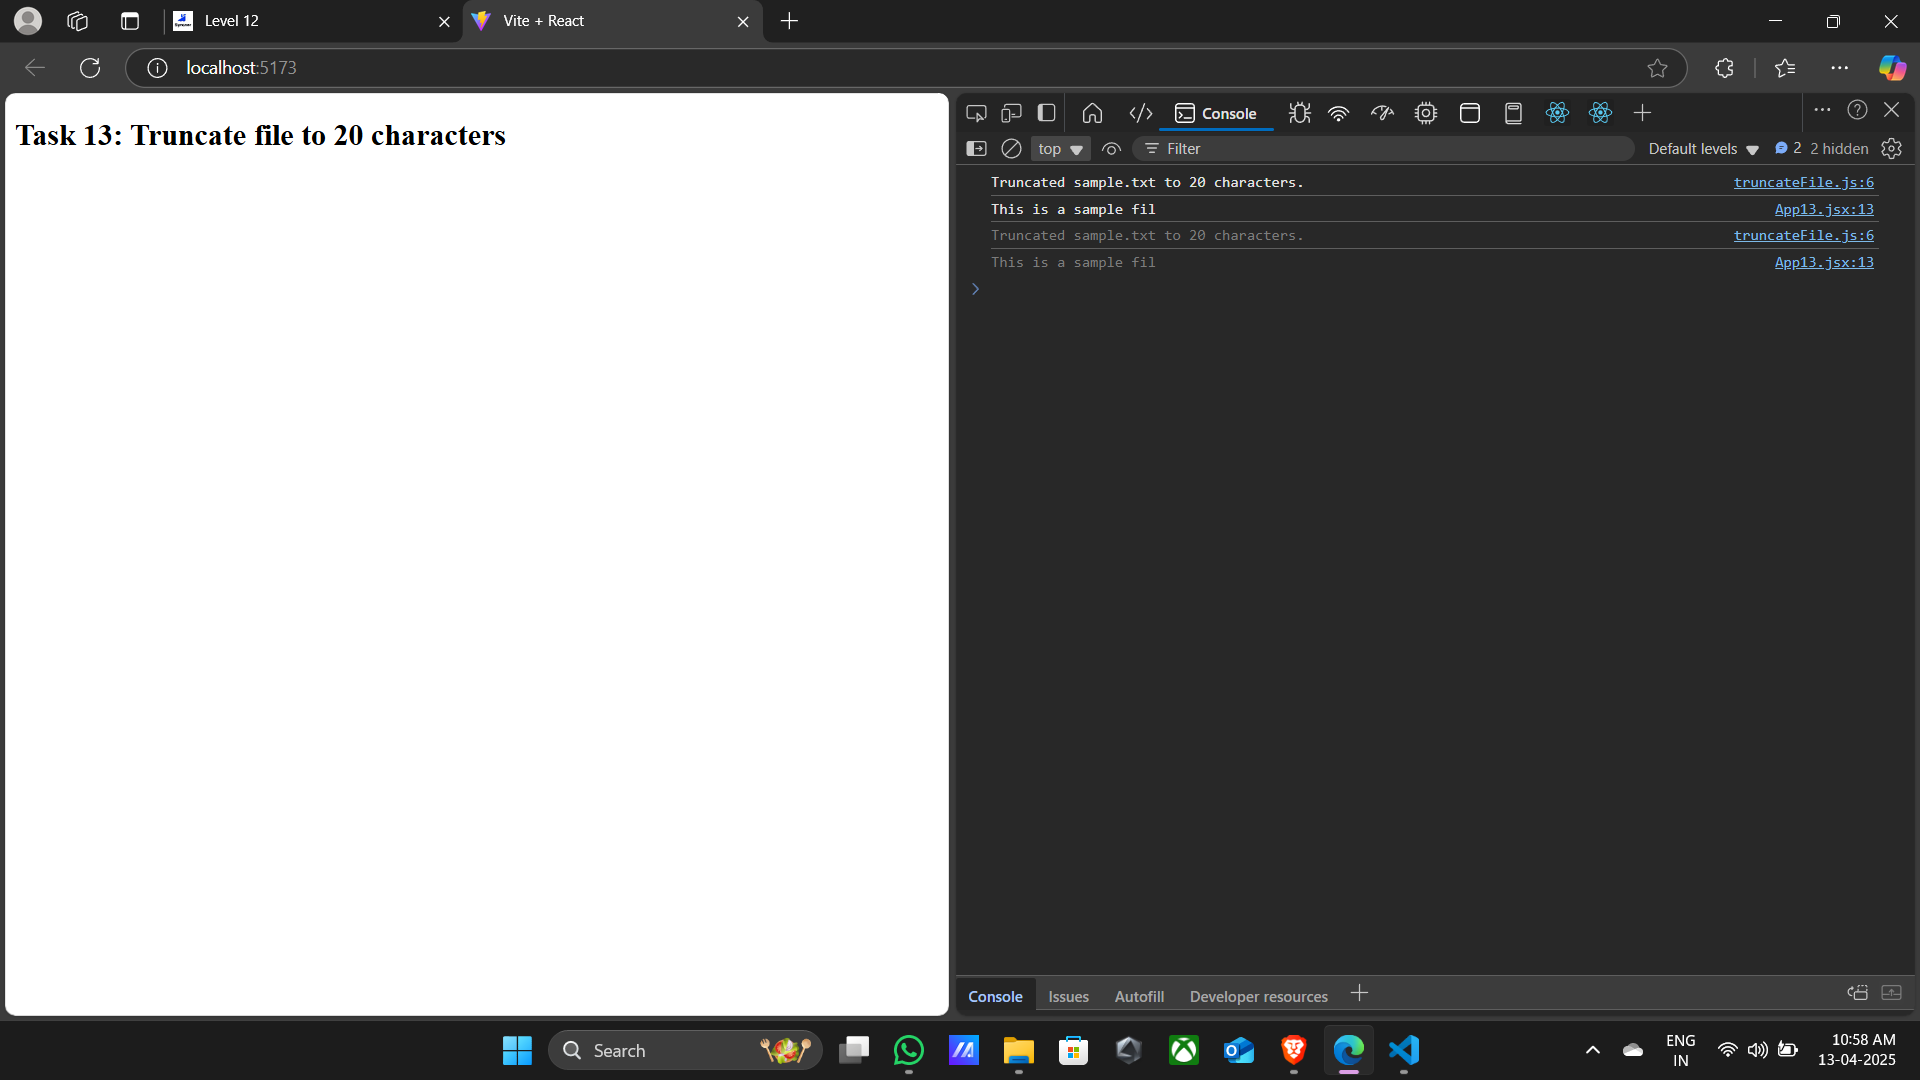 Level 12
Vite + React
localhost:5173
Task 13: Truncate file to 20 characters
Console
top
Filter
Default levels
2
2 hidden
Truncated sample.txt to 20 characters. truncateFile.js:6
This is a sample fil App13.jsx:13
Truncated sample.txt to 20 characters. truncateFile.js:6
This is a sample fil App13.jsx:13
Console Issues Autofill Developer resources
Search
ENG
IN
10:58 AM
13-04-2025